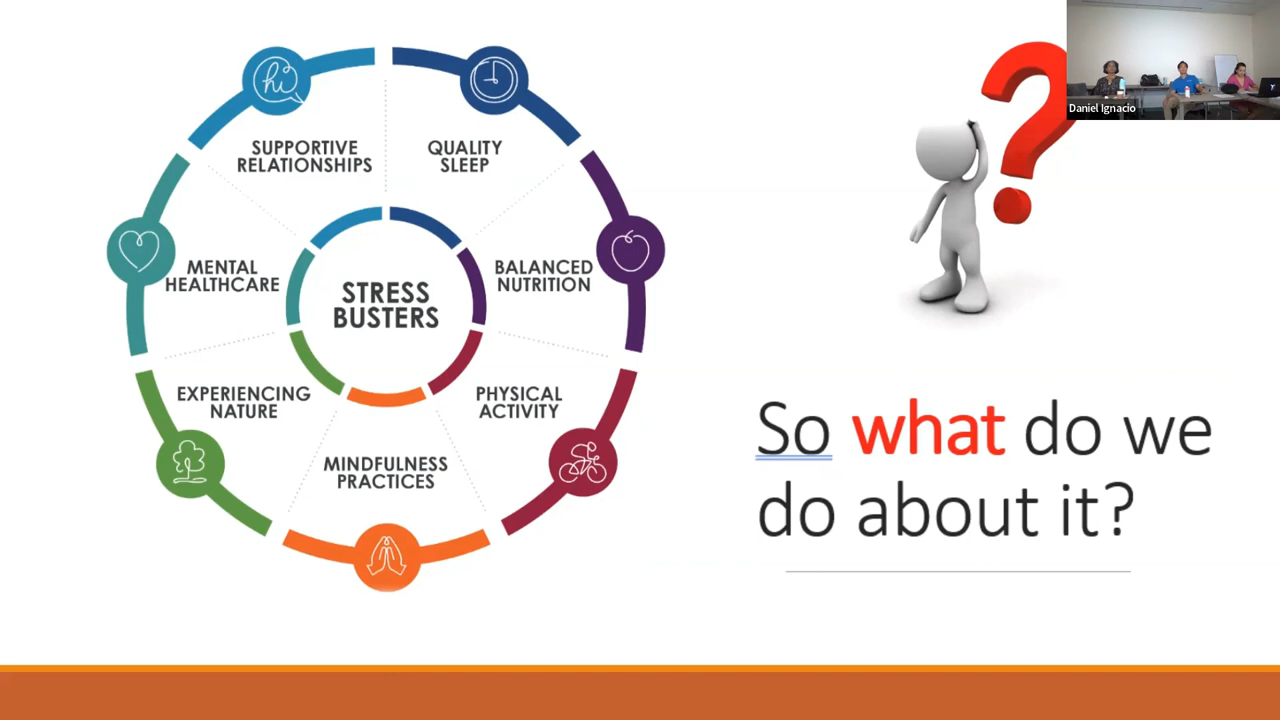 SUPPORTIVE
RELATIONSHIPS
hi
QUALITY
SLEEP
BALANCED
NUTRITION
PHYSICAL
ACTIVITY
MINDFULNESS
PRACTICES
EXPERIENCING
NATURE
MENTAL
HEALTHCARE
STRESS
BUSTERS
Daniel Ignacio
So what do we
do about it?